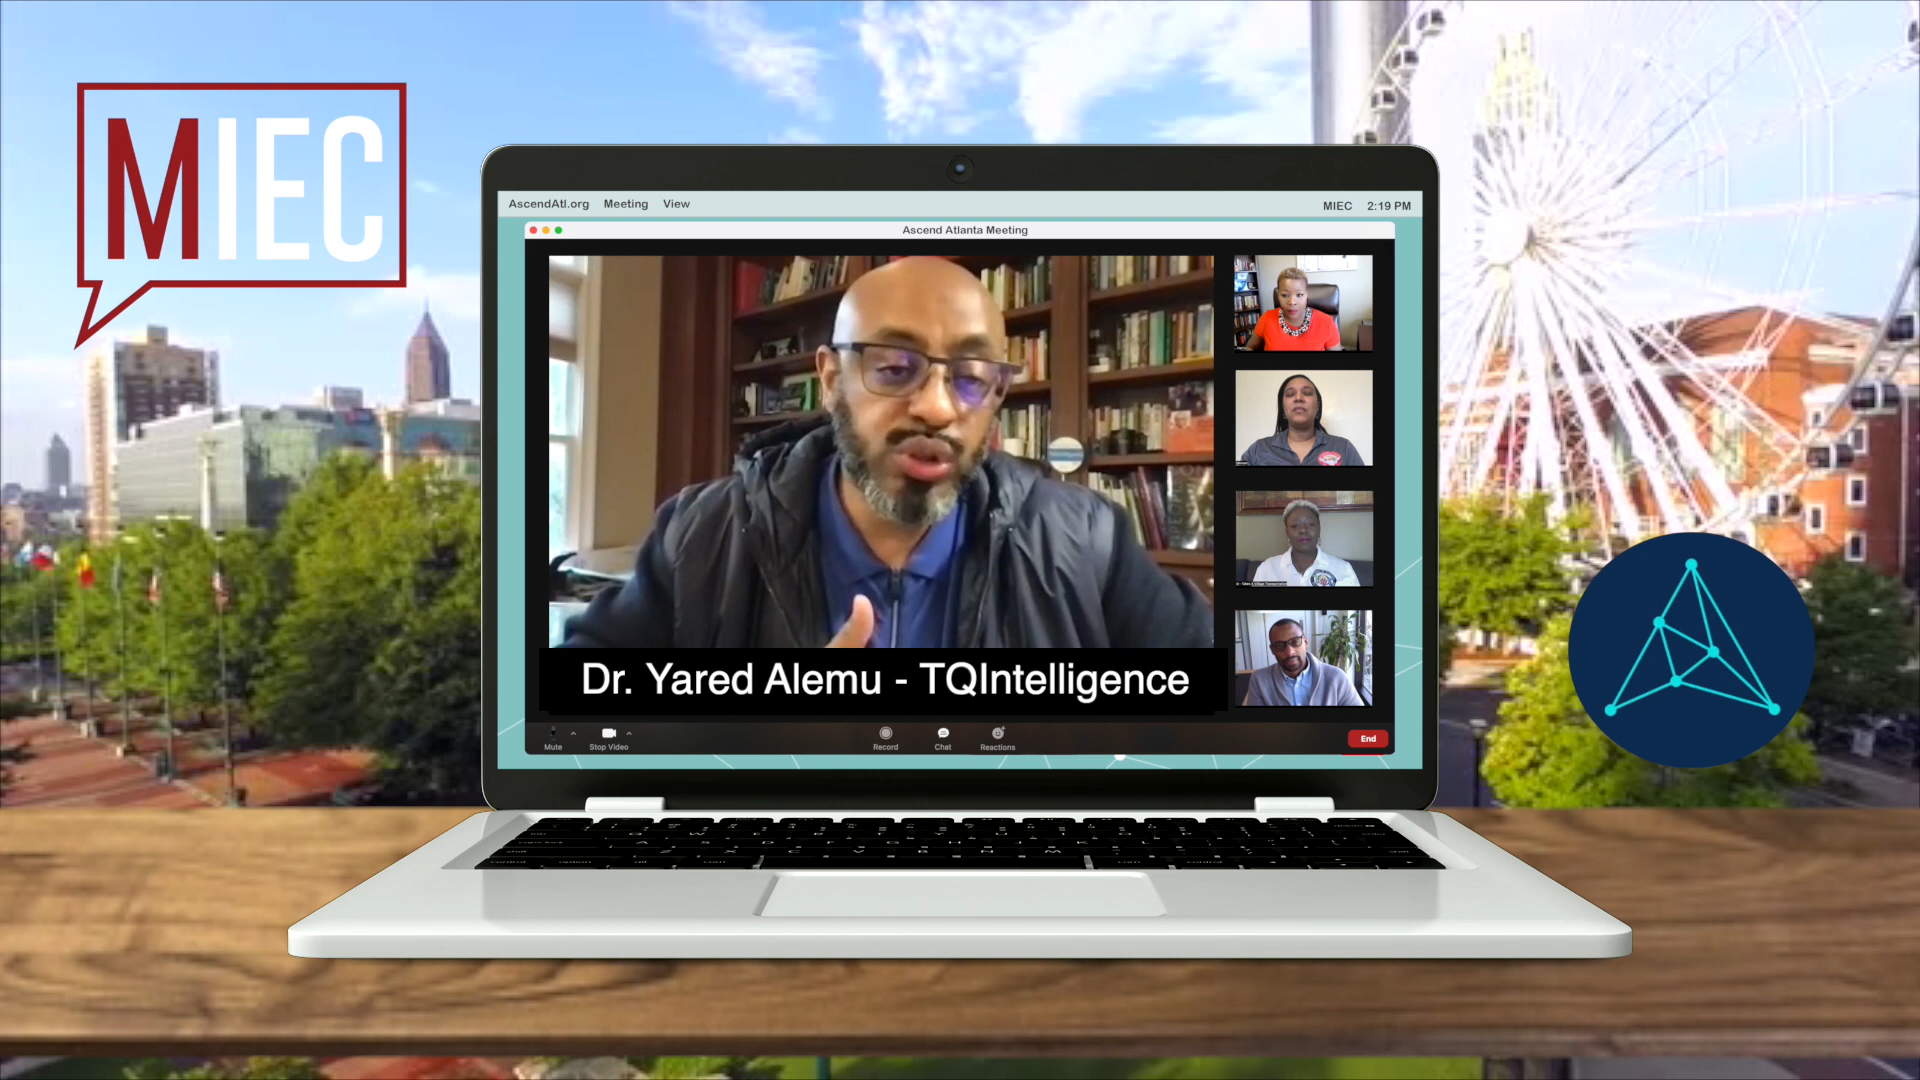 MIEC
AscendAtl.org Meeting View
MIEC 2:19 PM
Ascend Atlanta Meeting
Dr. Yared Alemu - TQIntelligence
Mute
Stop Video
Record
Chat
Reactions
End